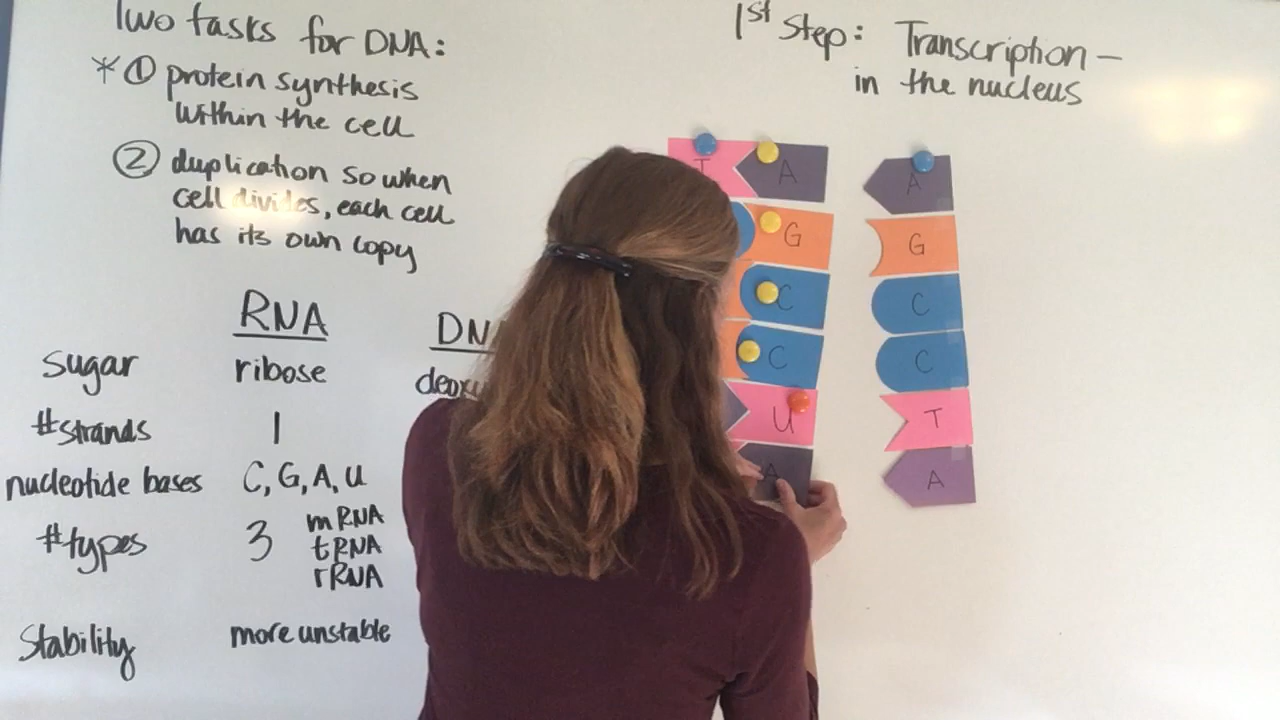 Two tasks for DNA:
* ① protein synthesis
within the cell
② duplication so when
cell divides, each cell
has its own copy
RNA
DN
sugar ribose deox
#strands 1
nucleotide bases C, G, A, U
#types 3 mRNA
tRNA
rRNA
Stability more unstable
1st Step: Transcription –
in the nucleus
T A A
G G
C C
C C
U T
A A